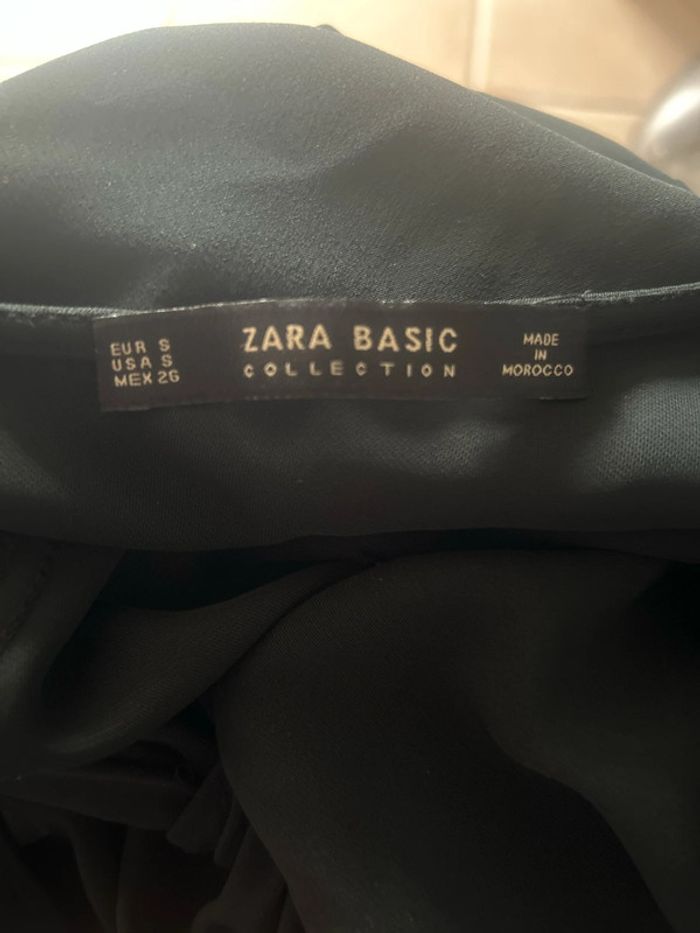 EUR S
USA S
MEX 26
ZARA BASIC
COLLECTION
MADE
IN
MOROCCO